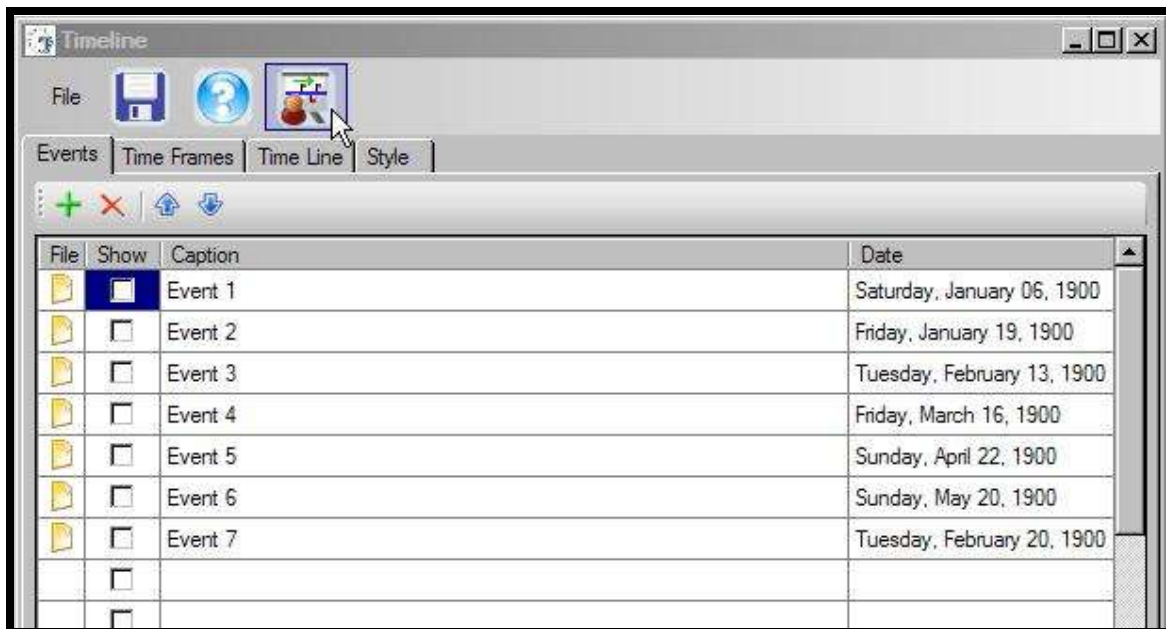 Timeline
File
Events Time Frames Time Line Style
File Show Caption Date
Event 1 Saturday, January 06, 1900
Event 2 Friday, January 19, 1900
Event 3 Tuesday, February 13, 1900
Event 4 Friday, March 16, 1900
Event 5 Sunday, April 22, 1900
Event 6 Sunday, May 20, 1900
Event 7 Tuesday, February 20, 1900